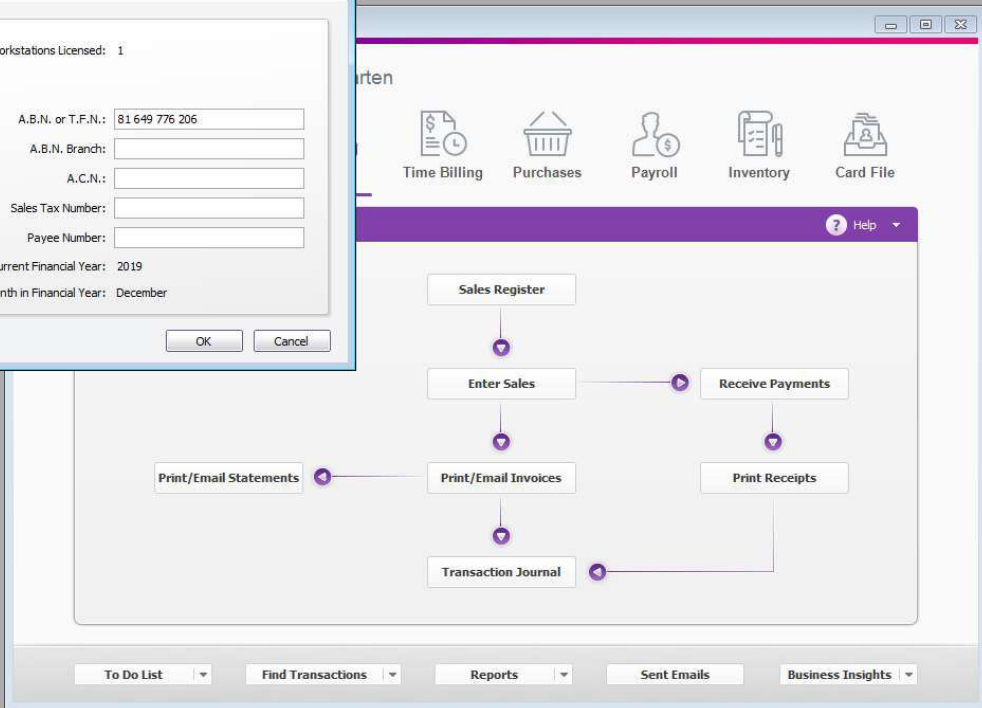 orkstations Licensed: 1
A.B.N. or T.F.N.: 81 649 776 206
A.B.N. Branch:
A.C.N.:
Sales Tax Number:
Payee Number:
urrent Financial Year: 2019
nth in Financial Year: December
OK Cancel
rten
Time Billing Purchases Payroll Inventory Card File
? Help
Sales Register
Enter Sales Receive Payments
Print/Email Statements Print/Email Invoices Print Receipts
Transaction Journal
To Do List Find Transactions Reports Sent Emails Business Insights